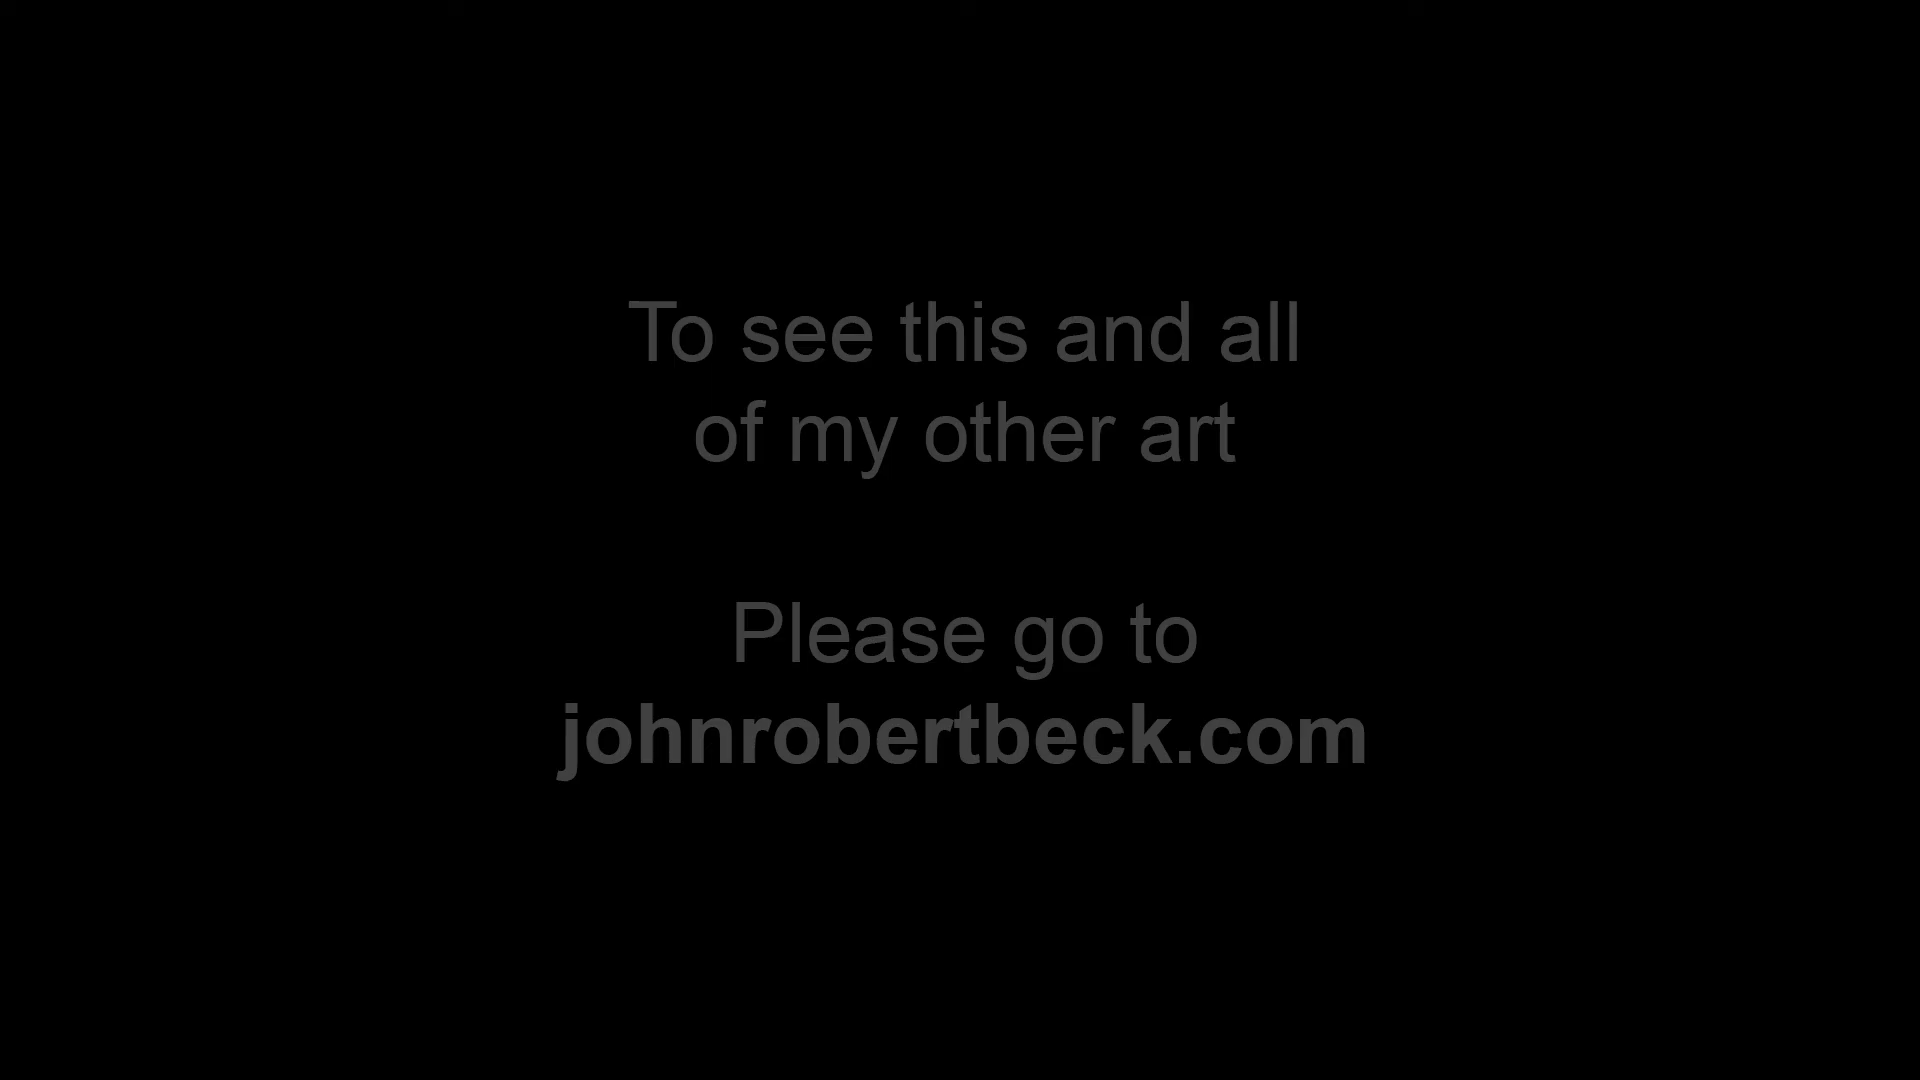 To see this and all
of my other art
Please go to
johnrobertbeck.com